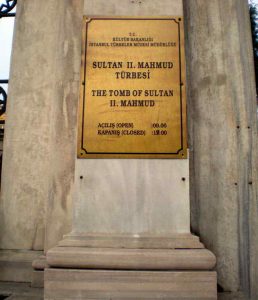 T.C.
KÜLTÜR BAKANLIĞI
İSTANBUL TÜRBELER MÜZESİ MÜDÜRLÜĞÜ
SULTAN II. MAHMUD
TÜRBESİ
THE TOMB OF SULTAN
II. MAHMUD
AÇILIŞ (OPEN)
KAPANIŞ (CLOSED)